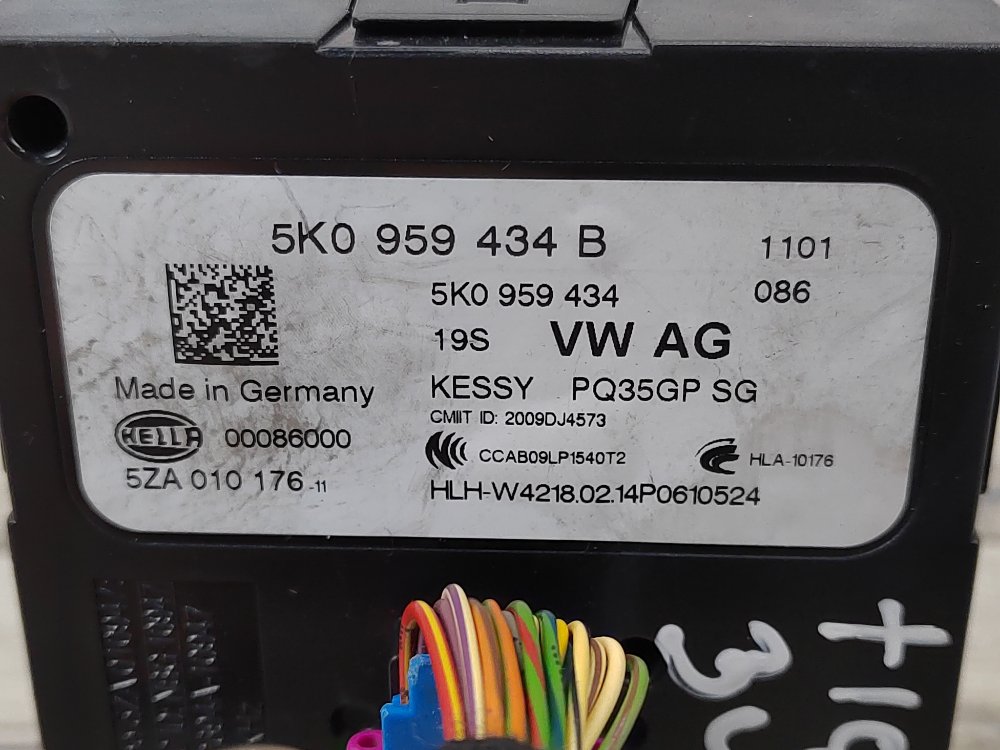 5K0 959 434 B 1101
5K0 959 434 086
19S VW AG
Made in Germany KESSY PQ35GP SG
CMIIT ID: 2009DJ4573
HELLA 00086000 CCAB09LP1540T2 HLA-10176
5ZA 010 176 -11 HLH-W4218.02.14P0610524